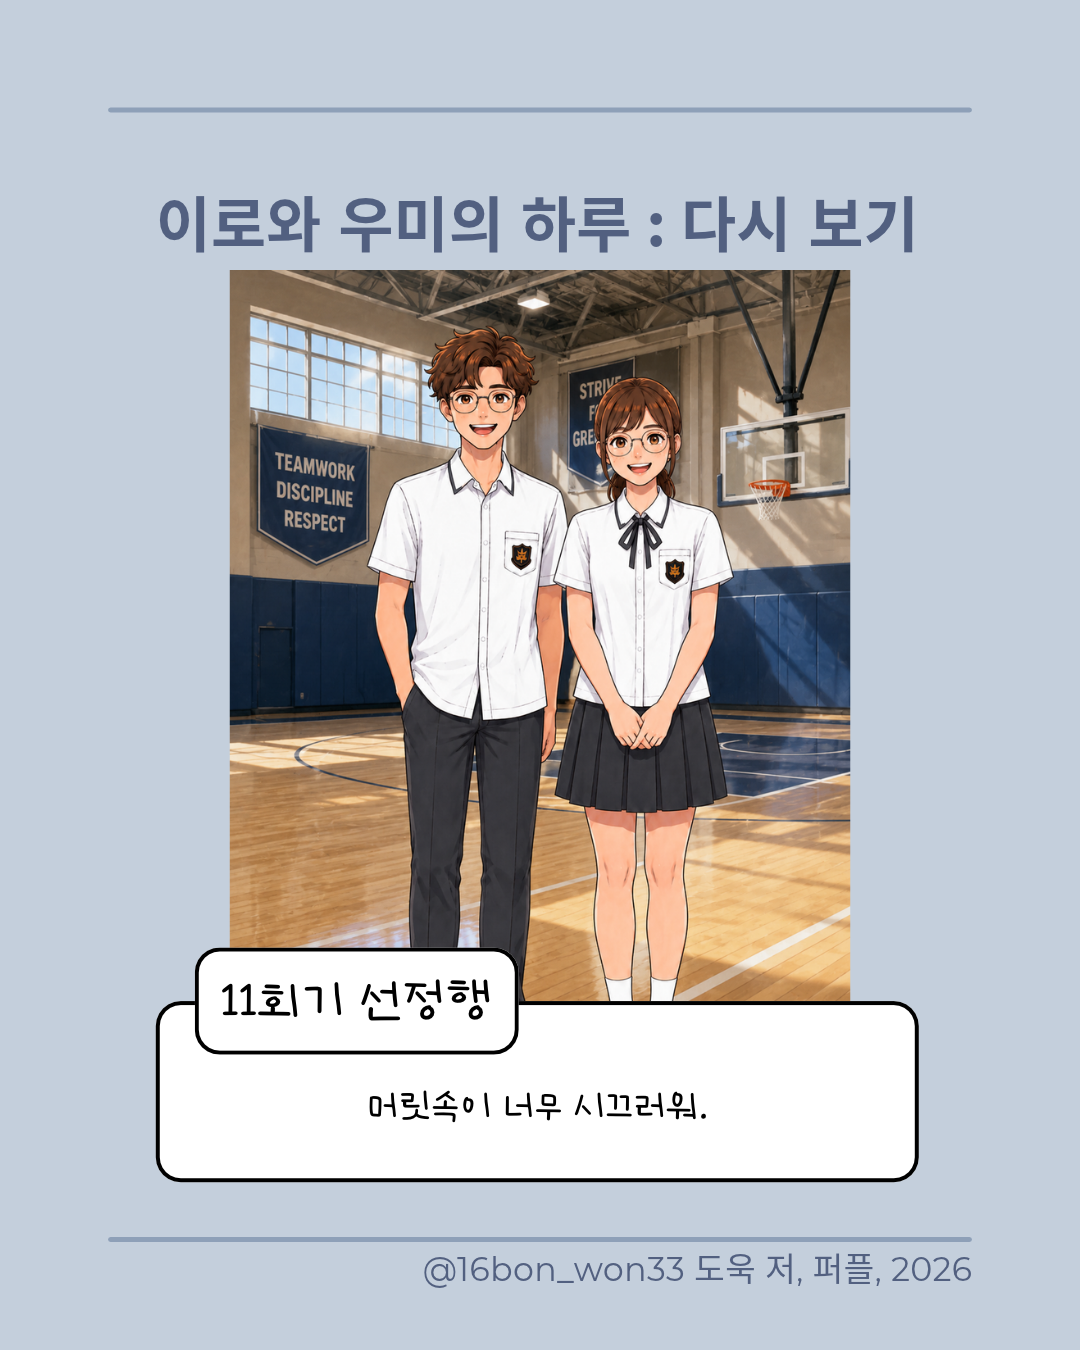 이로와 우미의 하루 : 다시 보기
TEAMWORK
DISCIPLINE
RESPECT
STRIVE
11회기 선정행
머릿속이 너무 시끄러워.
@16bon_won33 도욱 저, 퍼플, 2026